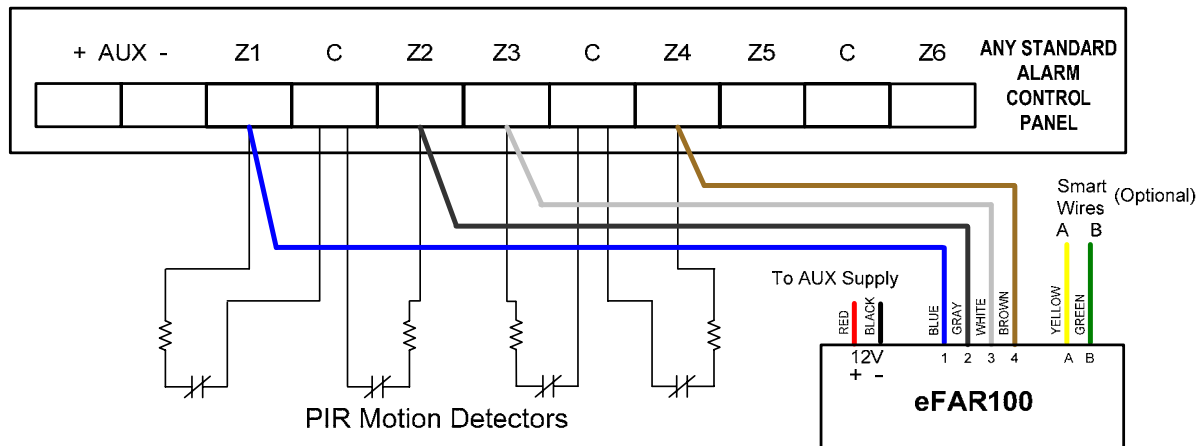 + AUX - Z1 C Z2 Z3 C Z4 Z5 C Z6
ANY STANDARD
ALARM
CONTROL
PANEL
Smart
Wires
(Optional)
A B
To AUX Supply
RED
BLACK
BLUE
GRAY
WHITE
BROWN
YELLOW
GREEN
12V
+ -
1 2 3 4
A B
eFAR100
PIR Motion Detectors